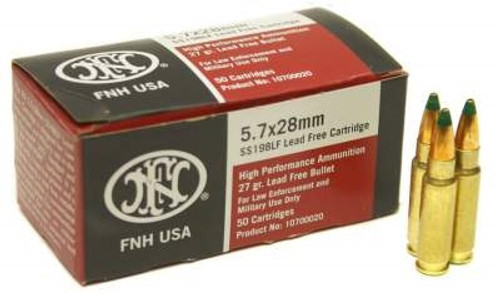 5.7x28mm
SS198LF Lead Free Cartridge
High Performance Ammunition
27 gr. Lead Free Bullet
For Law Enforcement and
Military Use Only
50 Cartridges
Product No: 10700020
FN
FNH USA
5.7x28mm
SS198LF Lead Free Cartridge
High Performance Ammunition
27 gr. Lead Free Bullet
For Law Enforcement and
Military Use Only
50 Cartridges
Product No: 10700020
FN
FNH USA